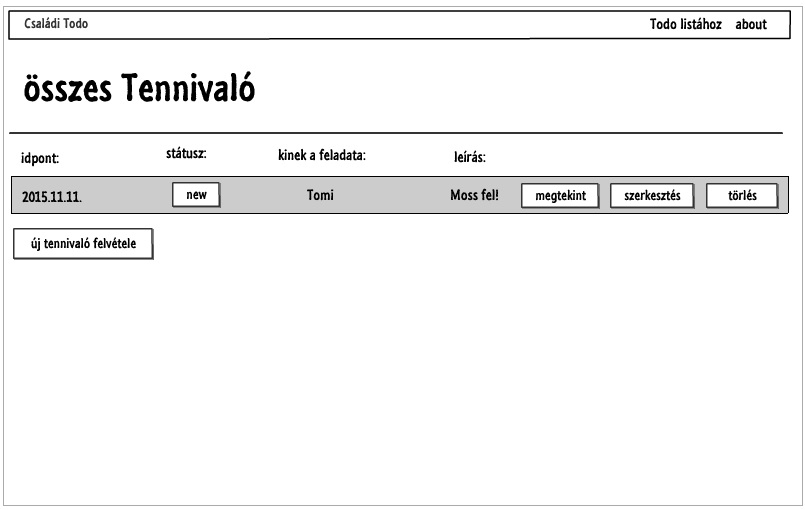 Családi Todo Todo listához about
összes Tennivaló
idpont: státusz: kinek a feladata: leírás:
2015.11.11. new Tomi Moss fel! megtekint szerkesztés törlés
új tennivaló felvétele